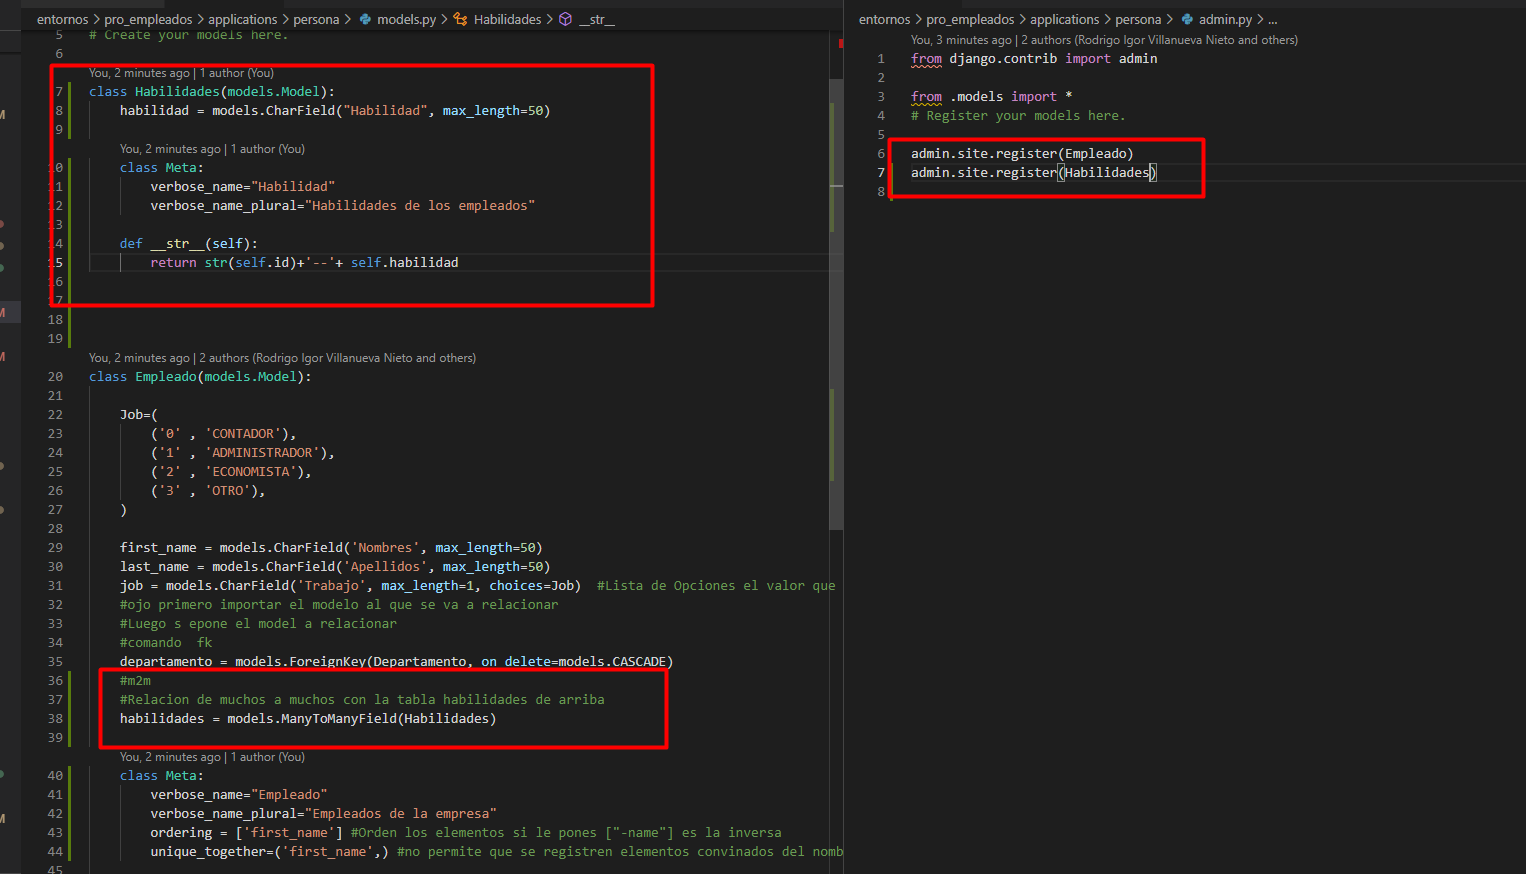 entornos > pro_empleados > applications > persona > models.py > Habilidades > __str__
5 # Create your models here.
6
You, 2 minutes ago | 1 author (You)
7 class Habilidades(models.Model):
8 habilidad = models.CharField("Habilidad", max_length=50)
9
You, 2 minutes ago | 1 author (You)
10 class Meta:
11 verbose_name="Habilidad"
12 verbose_name_plural="Habilidades de los empleados"
13
14 def __str__(self):
15 return str(self.id)+'--'+ self.habilidad
16
17
18
19
You, 2 minutes ago | 2 authors (Rodrigo Igor Villanueva Nieto and others)
20 class Empleado(models.Model):
21
22 Job=(
23 ('0' , 'CONTADOR'),
24 ('1' , 'ADMINISTRADOR'),
25 ('2' , 'ECONOMISTA'),
26 ('3' , 'OTRO'),
27 )
28
29 first_name = models.CharField('Nombres', max_length=50)
30 last_name = models.CharField('Apellidos', max_length=50)
31 job = models.CharField('Trabajo', max_length=1, choices=Job) #Lista de Opciones el valor que
32 #ojo primero importar el modelo al que se va a relacionar
33 #Luego s epone el model a relacionar
34 #comando fk
35 departamento = models.ForeignKey(Departamento, on_delete=models.CASCADE)
36 #m2m
37 #Relacion de muchos a muchos con la tabla habilidades de arriba
38 habilidades = models.ManyToManyField(Habilidades)
39
You, 2 minutes ago | 1 author (You)
40 class Meta:
41 verbose_name="Empleado"
42 verbose_name_plural="Empleados de la empresa"
43 ordering = ['first_name'] #Orden los elementos si le pones ["-name"] es la inversa
44 unique_together=('first_name',) #no permite que se registren elementos convinados del nomb
45
entornos > pro_empleados > applications > persona > admin.py > ...
You, 3 minutes ago | 2 authors (Rodrigo Igor Villanueva Nieto and others)
1 from django.contrib import admin
2
3 from .models import *
4 # Register your models here.
5
6 admin.site.register(Empleado)
7 admin.site.register(Habilidades)
8